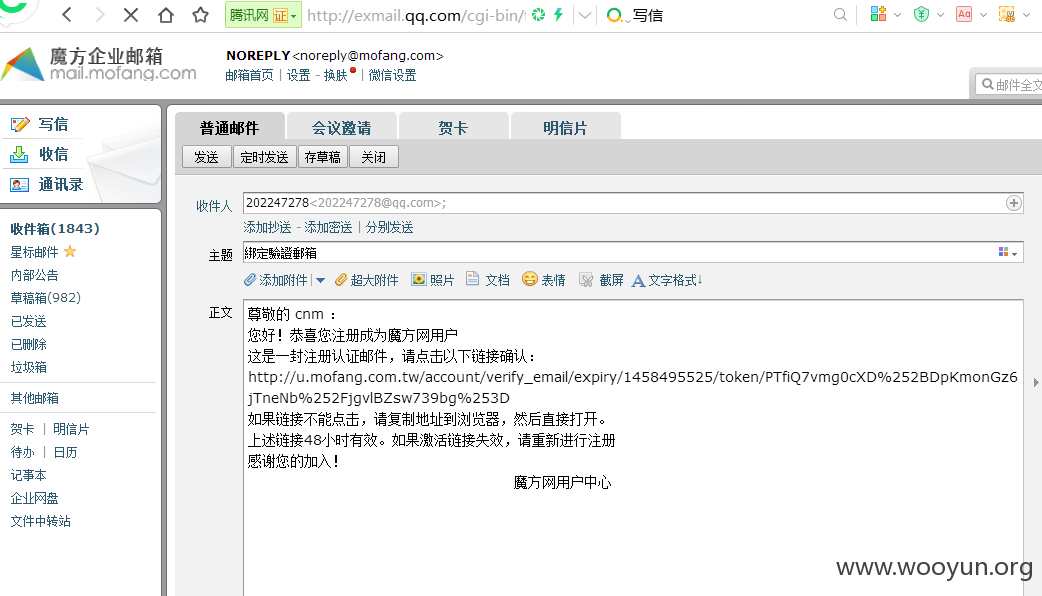 腾讯网 证 http://exmail.qq.com/cgi-bin/ 写信
魔方企业邮箱
mail.mofang.com
NOREPLY<noreply@mofang.com>
邮箱首页 | 设置 - 换肤 | 微信设置
邮件全文
写信
收信
通讯录
收件箱(1843)
星标邮件
内部公告
草稿箱(982)
已发送
已删除
垃圾箱
其他邮箱
贺卡 | 明信片
待办 | 日历
记事本
企业网盘
文件中转站
普通邮件 会议邀请 贺卡 明信片
发送 定时发送 存草稿 关闭
收件人 202247278<202247278@qq.com>;
添加抄送 - 添加密送 | 分别发送
主题 綁定驗證郵箱
添加附件 | 超大附件 照片 文档 表情 截屏 文字格式↓
正文 尊敬的 cnm ：
您好！恭喜您注册成为魔方网用户
这是一封注册认证邮件，请点击以下链接确认：
http://u.mofang.com.tw/account/verify_email/expiry/1458495525/token/PTfiQ7vmg0cXD%252BDpKmonGz6
jTneNb%252FjgvlBZsw739bg%253D
如果链接不能点击，请复制地址到浏览器，然后直接打开。
上述链接48小时有效。如果激活链接失效，请重新进行注册
感谢您的加入！
魔方网用户中心
www.wooyun.org